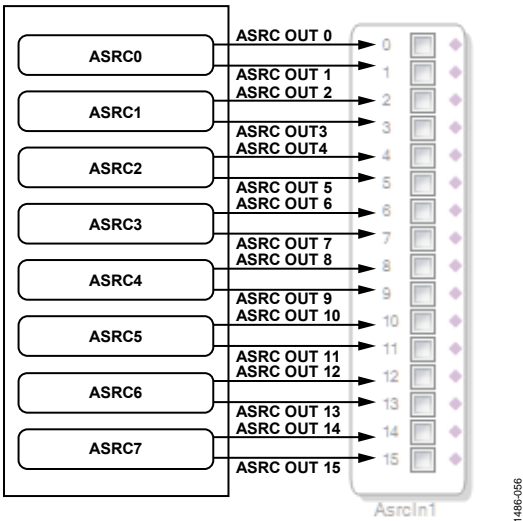 ASRC0
ASRC1
ASRC2
ASRC3
ASRC4
ASRC5
ASRC6
ASRC7
ASRC OUT 0
ASRC OUT 1
ASRC OUT 2
ASRC OUT3
ASRC OUT4
ASRC OUT 5
ASRC OUT 6
ASRC OUT 7
ASRC OUT 8
ASRC OUT 9
ASRC OUT 10
ASRC OUT 11
ASRC OUT 12
ASRC OUT 13
ASRC OUT 14
ASRC OUT 15
0
1
2
3
4
5
6
7
8
9
10
11
12
13
14
15
AsrcIn1
1486-056